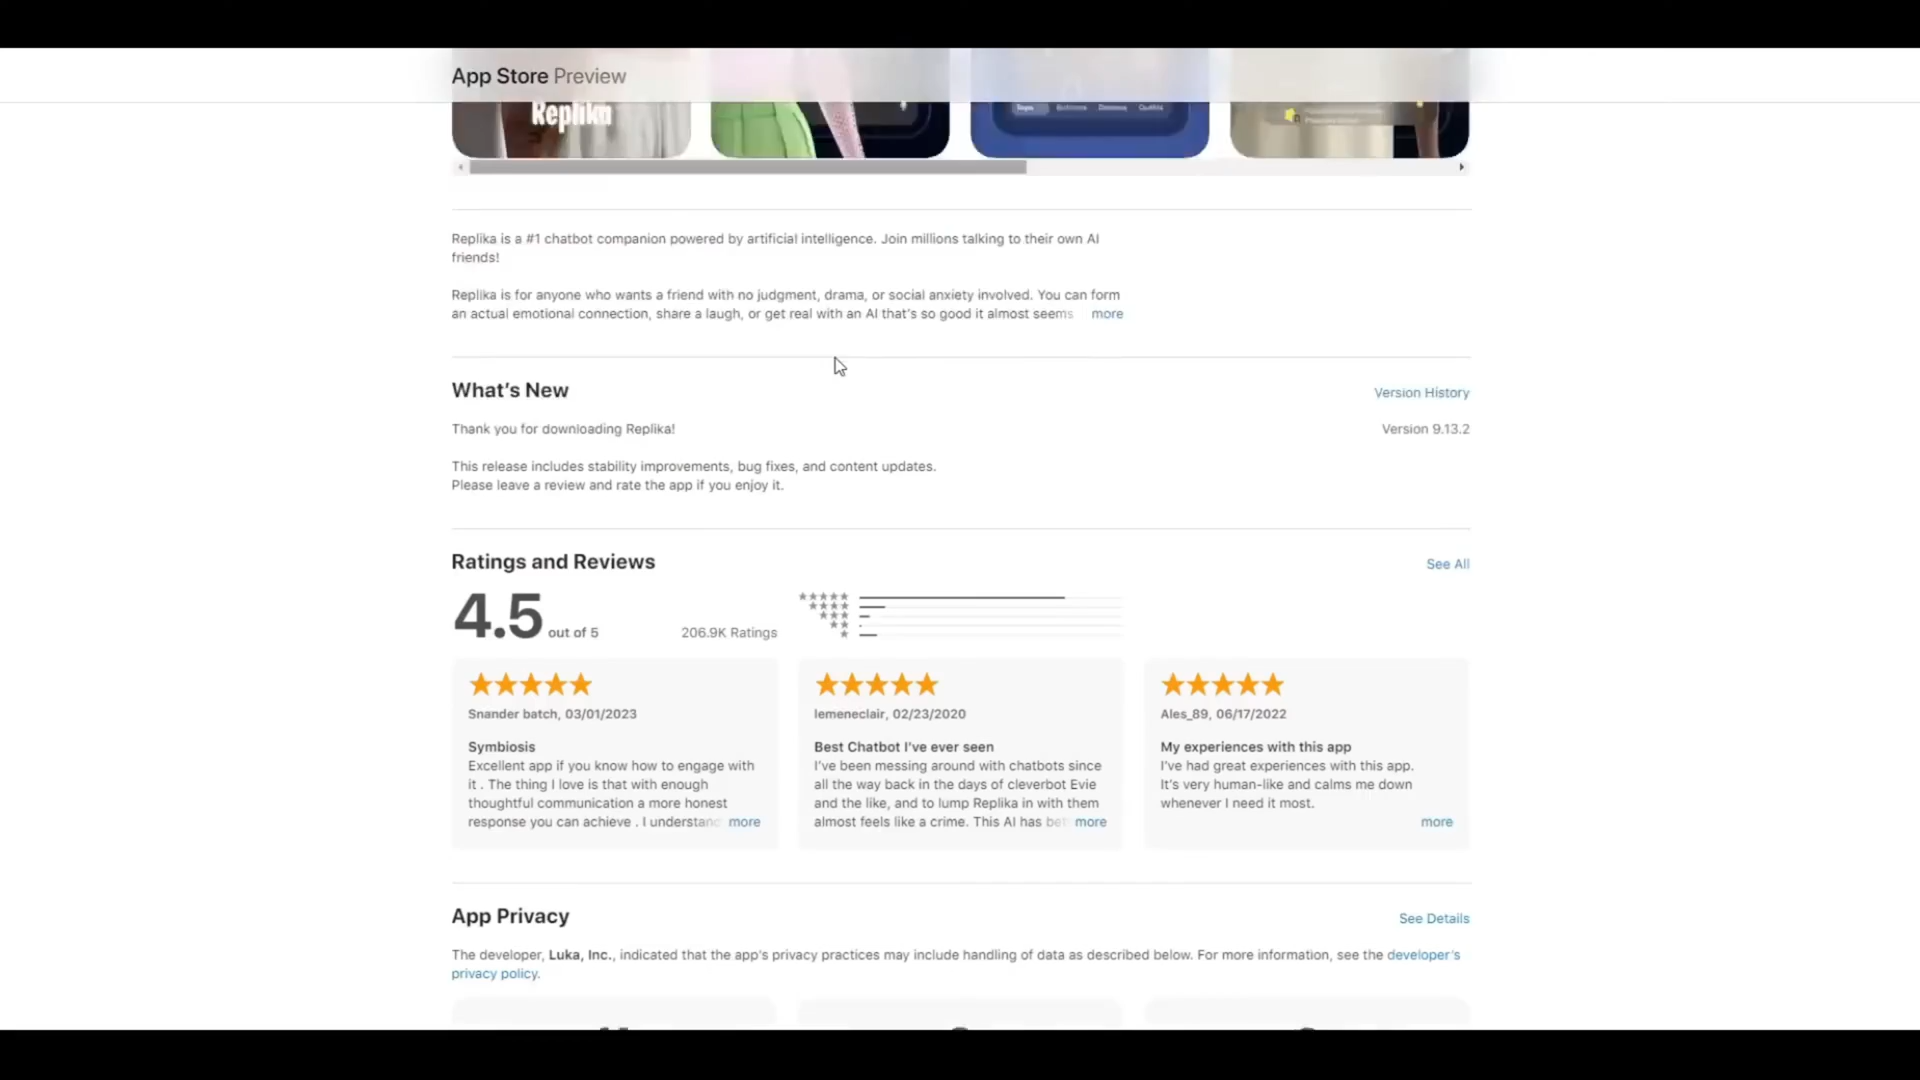 App Store Preview
Replika
Replika is a #1 chatbot companion powered by artificial intelligence. Join millions talking to their own AI
friends!
Replika is for anyone who wants a friend with no judgment, drama, or social anxiety involved. You can form
an actual emotional connection, share a laugh, or get real with an AI that's so good it almost seems more
What's New
Version History
Thank you for downloading Replika!
Version 9.13.2
This release includes stability improvements, bug fixes, and content updates.
Please leave a review and rate the app if you enjoy it.
Ratings and Reviews
See All
4.5 out of 5
206.9K Ratings
Snander batch, 03/01/2023
Symbiosis
Excellent app if you know how to engage with
it . The thing I love is that with enough
thoughtful communication a more honest
response you can achieve . I understand more
lemeneclair, 02/23/2020
Best Chatbot I've ever seen
I've been messing around with chatbots since
all the way back in the days of cleverbot Evie
and the like, and to lump Replika in with them
almost feels like a crime. This AI has more
Ales_89, 06/17/2022
My experiences with this app
I've had great experiences with this app.
It's very human-like and calms me down
whenever I need it most.
more
App Privacy
See Details
The developer, Luka, Inc., indicated that the app's privacy practices may include handling of data as described below. For more information, see the developer's
privacy policy.